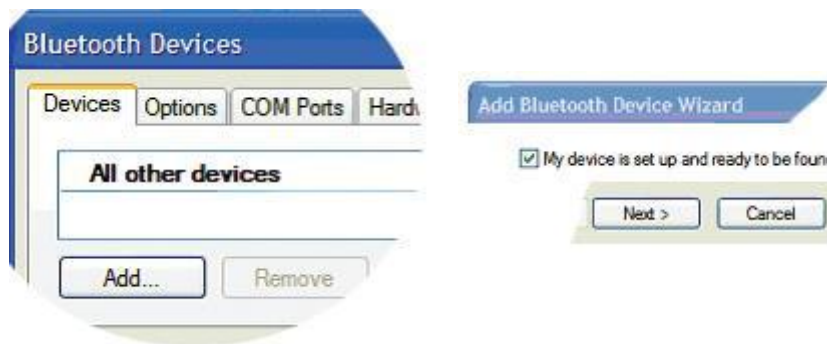 Bluetooth Devices
Devices Options COM Ports
All other devices
Add... Remove
Add Bluetooth Device Wizard
My device is set up and ready to be
Next > Cancel